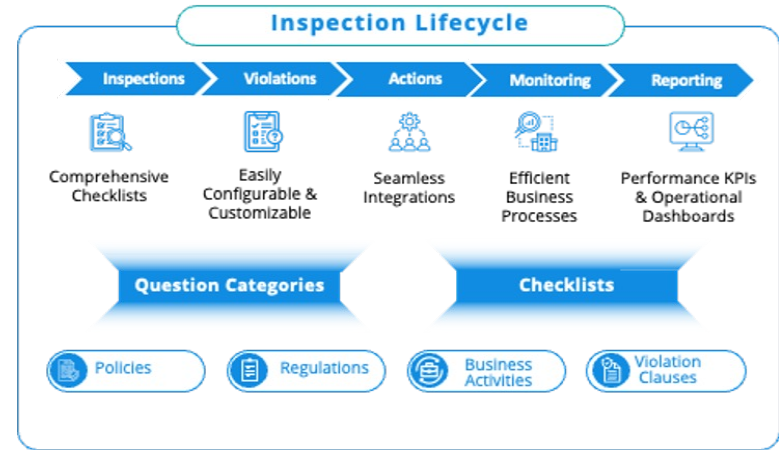 Inspection Lifecycle
Inspections
Violations
Actions
Monitoring
Reporting
Comprehensive
Checklists
Easily
Configurable &
Customizable
Seamless
Integrations
Efficient
Business
Processes
Performance KPIs
& Operational
Dashboards
Question Categories
Checklists
Policies
Regulations
Business
Activities
Violation
Clauses